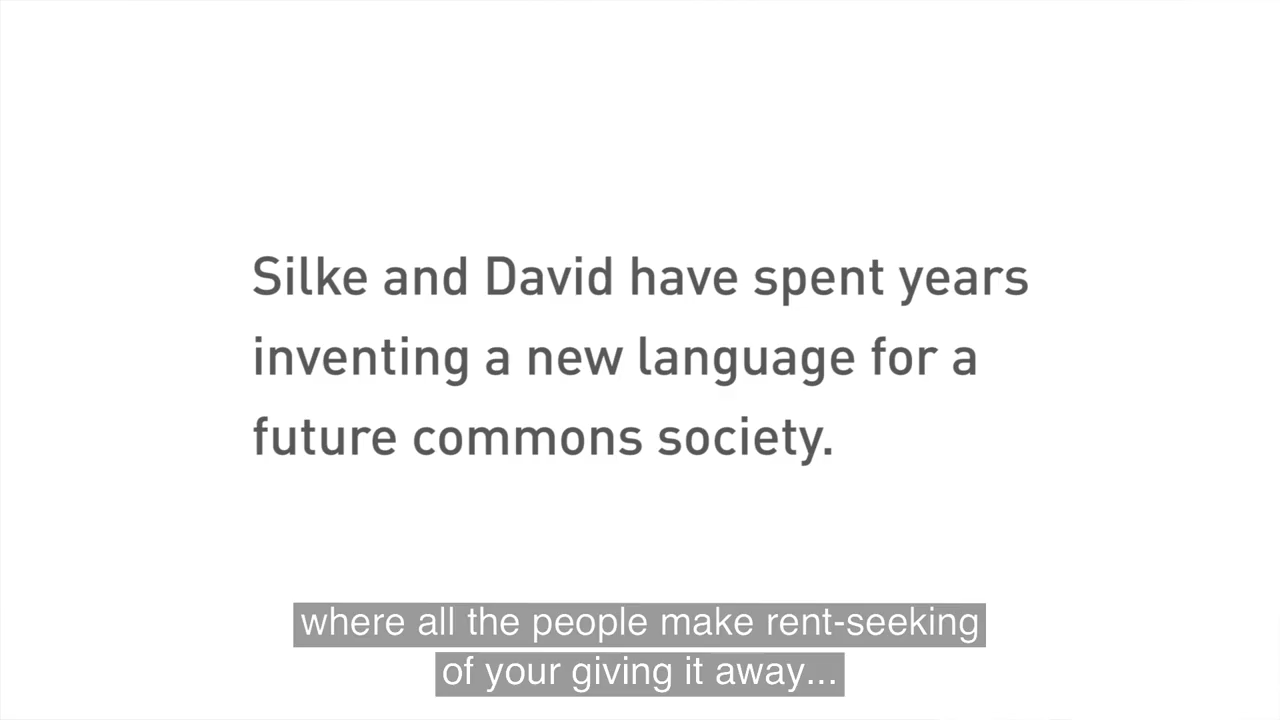 Silke and David have spent years
inventing a new language for a
future commons society.
where all the people make rent-seeking
of your giving it away...